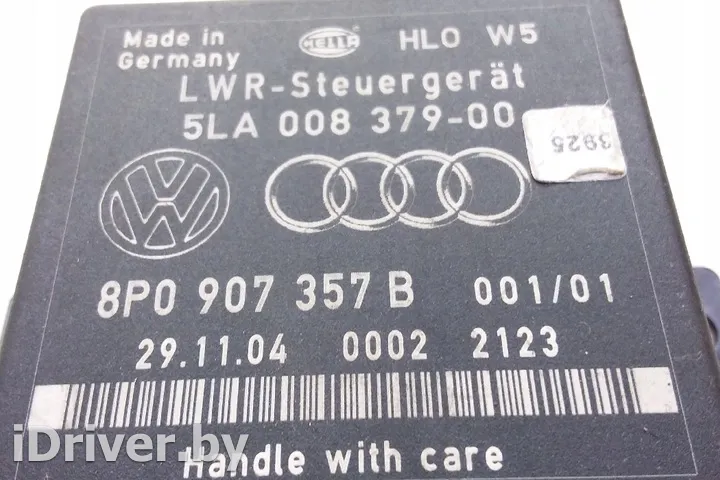 Made in
Germany
HELLA
HLO W5
LWR-Steuergerät
5LA 008 379-00
3925
8P0 907 357 B 001/01
29.11.04 0002 2123
Handle with care
iDriver.by